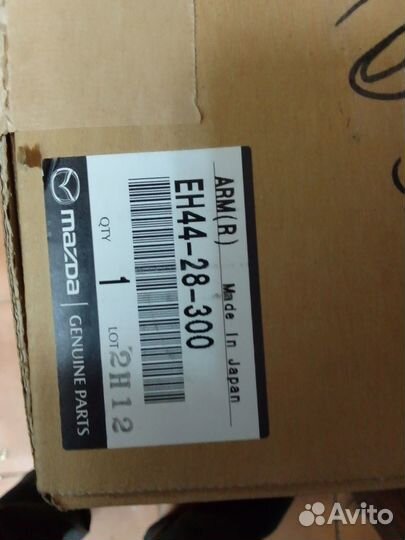 ARM(R) Made In Japan
EH44-28-300
QTY 1 LOT 2H12
mazda GENUINE PARTS
Avito